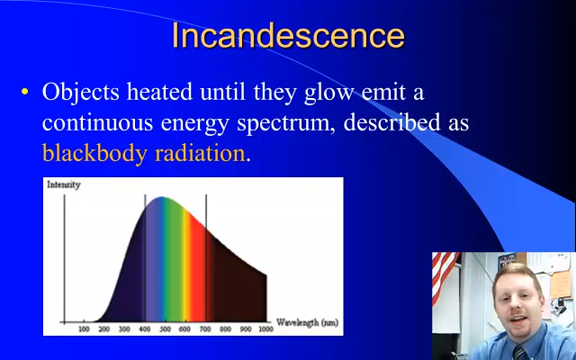 Incandescence
• Objects heated until they glow emit a
continuous energy spectrum, described as
blackbody radiation.
Intensity
100 200 300 400 500 600 700 800 900 1000 Wavelength (nm)